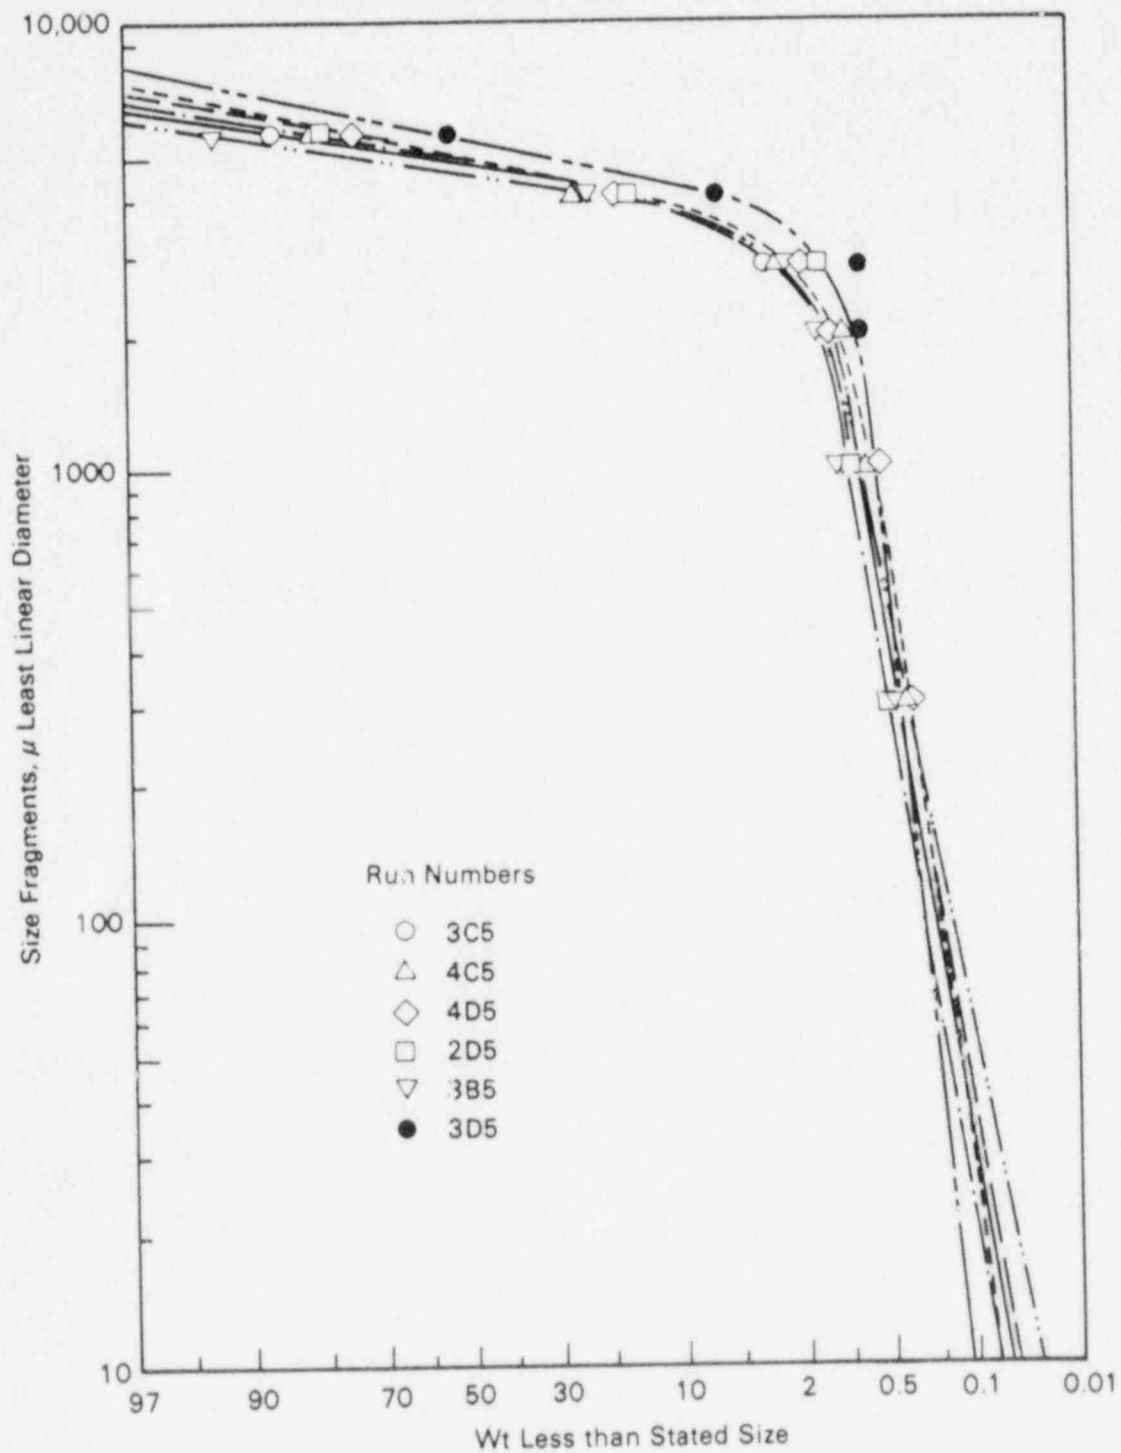 10,000
1000
100
10
Size Fragments, μ Least Linear Diameter
Run Numbers
3C5
4C5
4D5
2D5
3B5
3D5
97 90 70 50 30 10 2 0.5 0.1 0.01
Wt Less than Stated Size